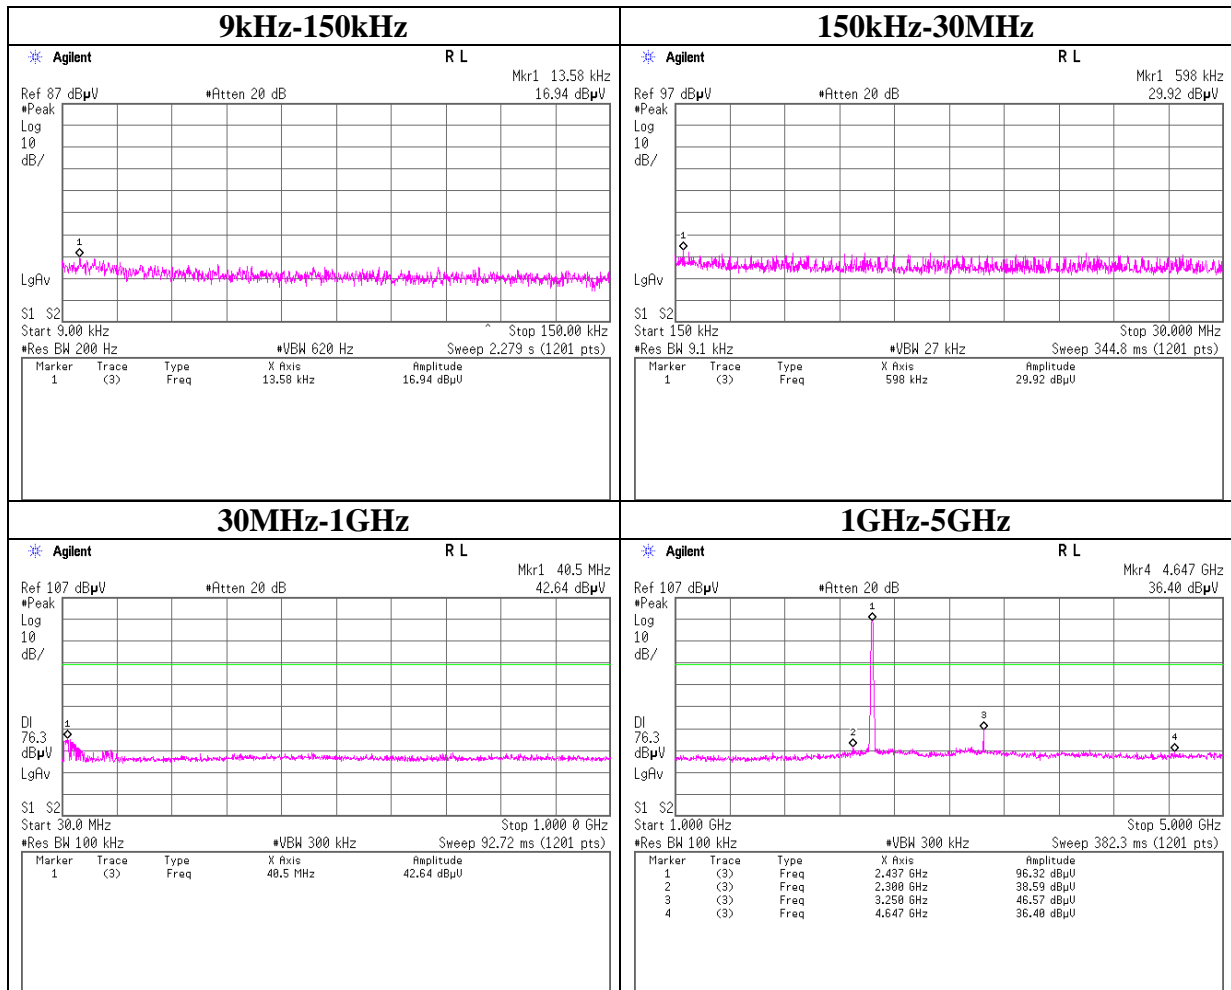 9kHz-150kHz
Agilent R L
Mkr1 13.58 kHz
Ref 87 dBµV #Atten 20 dB 16.94 dBµV
#Peak
Log
10
dB/
1
LgAv
S1 S2
Start 9.00 kHz ^ Stop 150.00 kHz
#Res BW 200 Hz #VBW 620 Hz Sweep 2.279 s (1201 pts)
Marker Trace Type X Axis Amplitude
1 (3) Freq 13.58 kHz 16.94 dBµV
150kHz-30MHz
Agilent R L
Mkr1 598 kHz
Ref 97 dBµV #Atten 20 dB 29.92 dBµV
#Peak
Log
10
dB/
1
LgAv
S1 S2
Start 150 kHz Stop 30.000 MHz
#Res BW 9.1 kHz #VBW 27 kHz Sweep 344.8 ms (1201 pts)
Marker Trace Type X Axis Amplitude
1 (3) Freq 598 kHz 29.92 dBµV
30MHz-1GHz
Agilent R L
Mkr1 40.5 MHz
Ref 107 dBµV #Atten 20 dB 42.64 dBµV
#Peak
Log
10
dB/
DI
76.3
dBµV
1
LgAv
S1 S2
Start 30.0 MHz Stop 1.000 0 GHz
#Res BW 100 kHz #VBW 300 kHz Sweep 92.72 ms (1201 pts)
Marker Trace Type X Axis Amplitude
1 (3) Freq 40.5 MHz 42.64 dBµV
1GHz-5GHz
Agilent R L
Mkr4 4.647 GHz
Ref 107 dBµV #Atten 20 dB 36.40 dBµV
#Peak
Log
10
dB/
1
3
DI
76.3
dBµV
2
4
LgAv
S1 S2
Start 1.000 GHz Stop 5.000 GHz
#Res BW 100 kHz #VBW 300 kHz Sweep 382.3 ms (1201 pts)
Marker Trace Type X Axis Amplitude
1 (3) Freq 2.437 GHz 96.32 dBµV
2 (3) Freq 2.300 GHz 38.59 dBµV
3 (3) Freq 3.250 GHz 46.57 dBµV
4 (3) Freq 4.647 GHz 36.40 dBµV